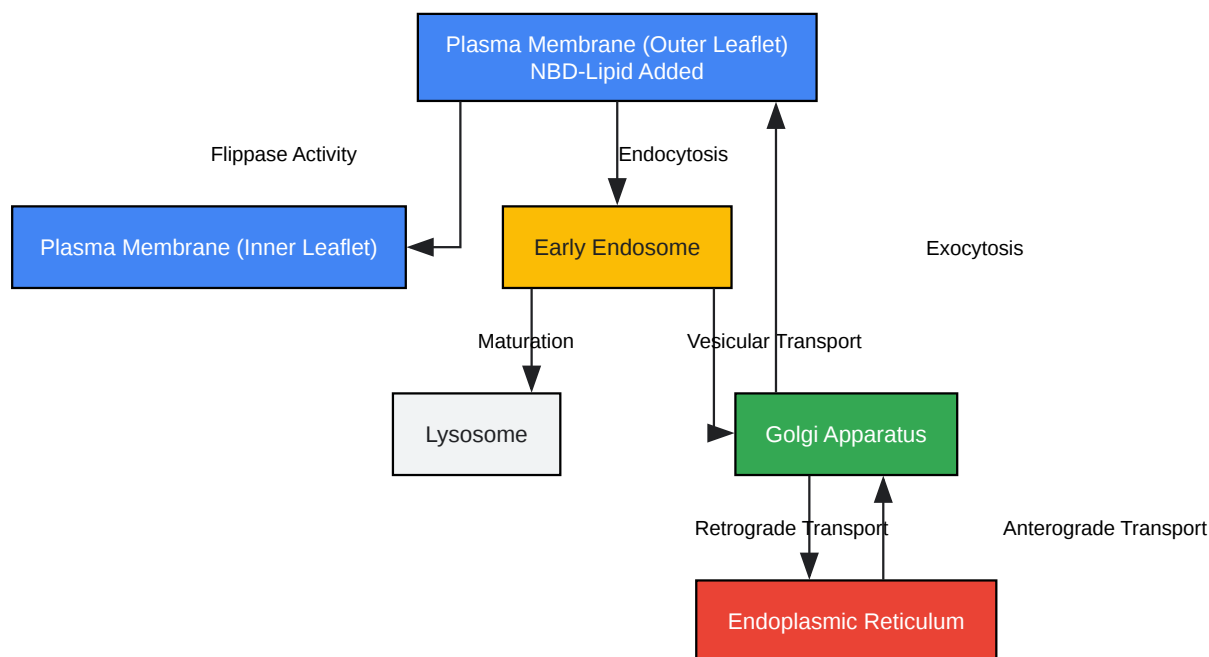 Plasma Membrane (Outer Leaflet)
NBD-Lipid Added
Flippase Activity
Endocytosis
Plasma Membrane (Inner Leaflet)
Early Endosome
Exocytosis
Maturation
Vesicular Transport
Lysosome
Golgi Apparatus
Retrograde Transport
Anterograde Transport
Endoplasmic Reticulum